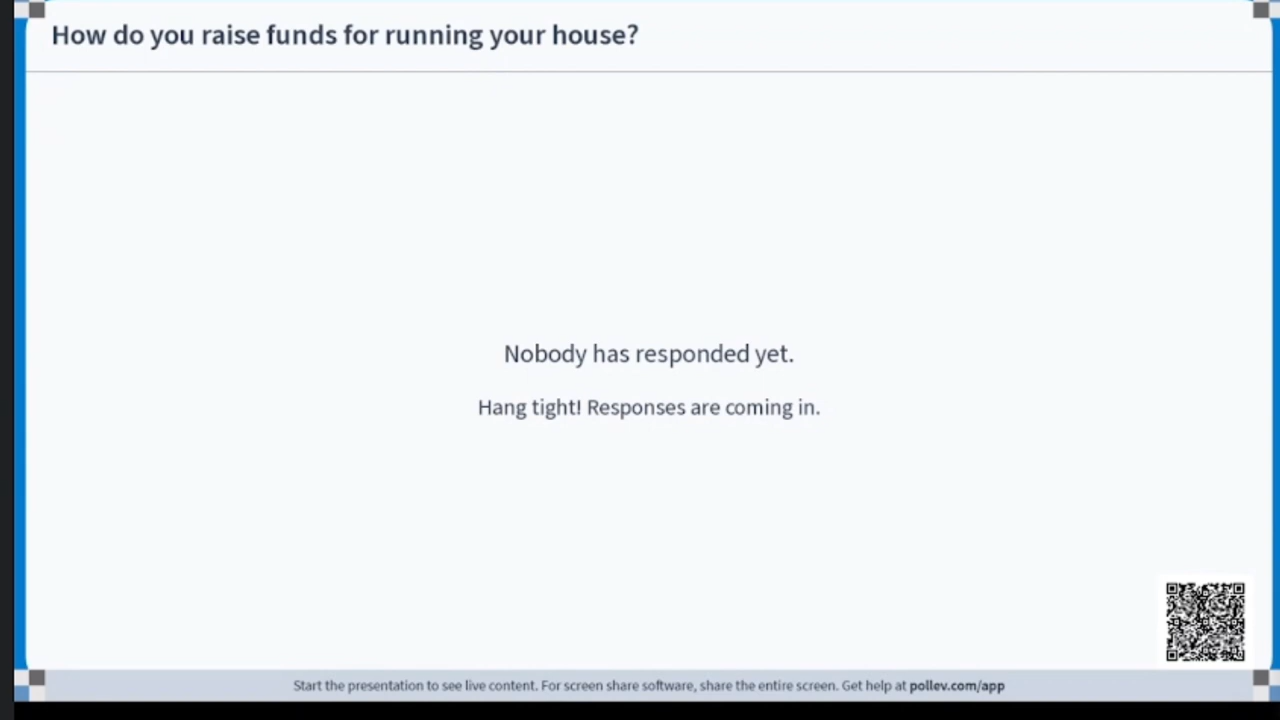 How do you raise funds for running your house?
Nobody has responded yet.
Hang tight! Responses are coming in.
Start the presentation to see live content. For screen share software, share the entire screen. Get help at pollev.com/app